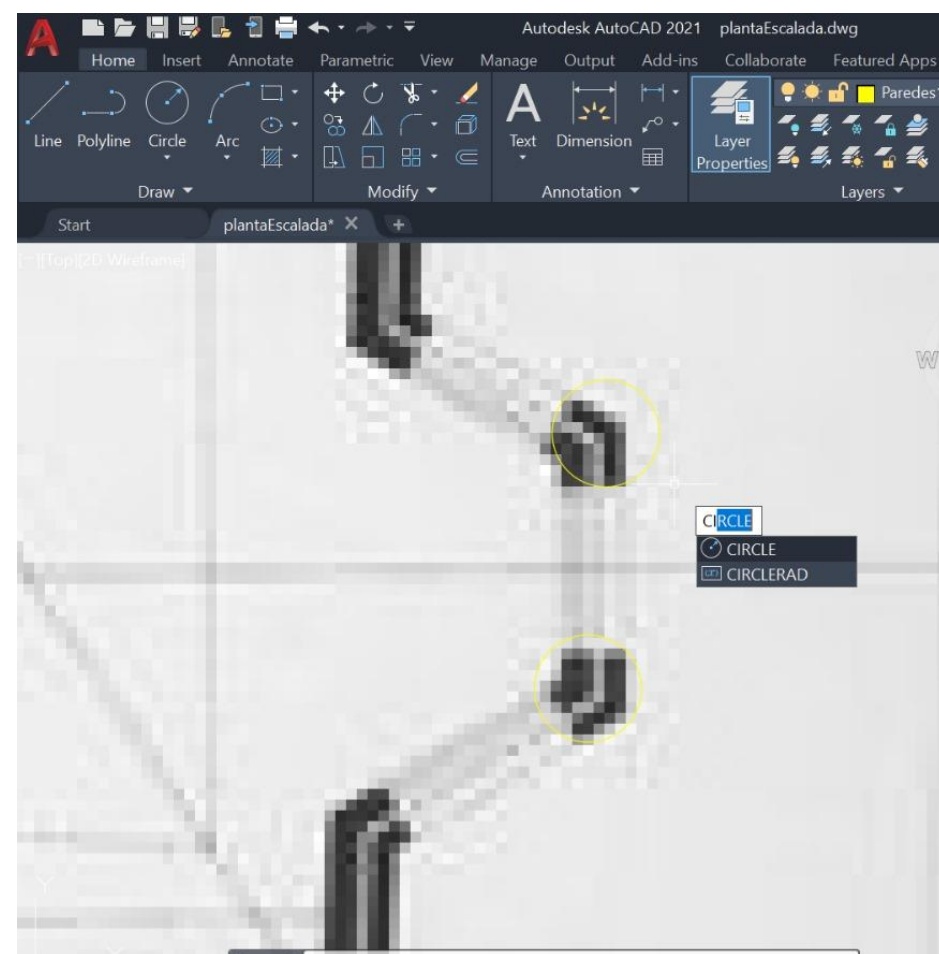 Autodesk AutoCAD 2021 plantaEscalada.dwg
Home Insert Annotate Parametric View Manage Output Add-ins Collaborate Featured Apps
Paredes
Line Polyline Circle Arc Text Dimension Layer Properties
Draw Modify Annotation Layers
Start plantaEscalada* +
[-][Top][2D Wireframe]
W
CIRCLE
CIRCLE
CIRCLERAD
Y
X